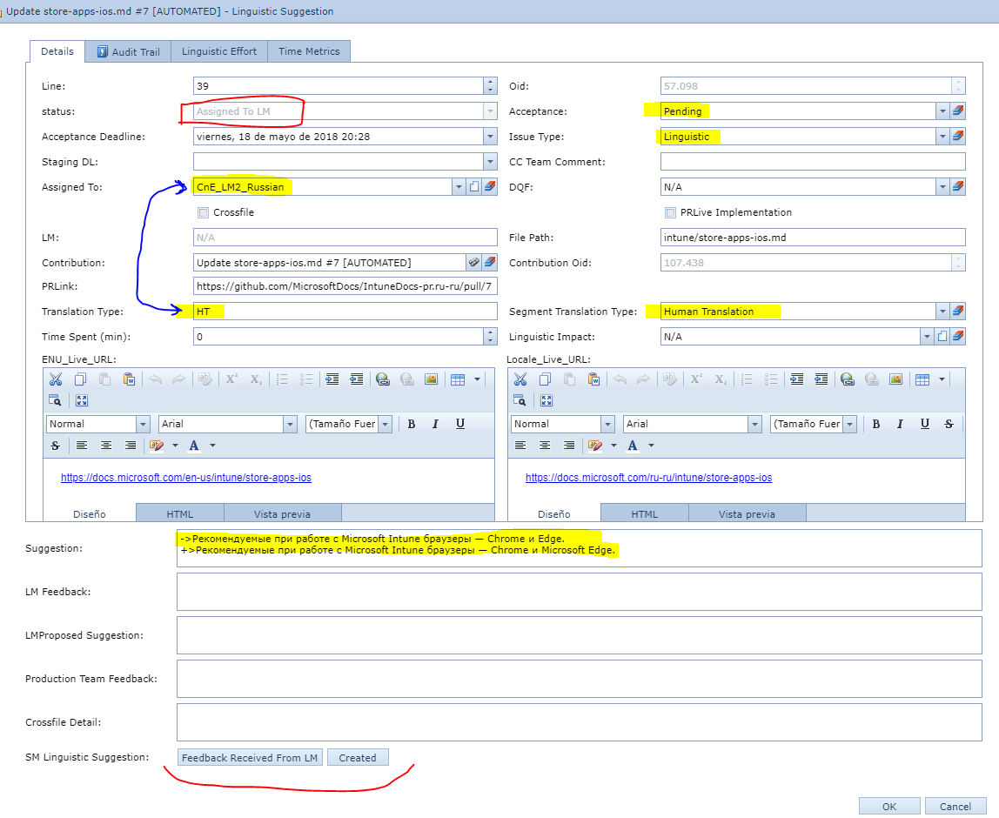 Update store-apps-ios.md #7 [AUTOMATED] - Linguistic Suggestion
Details Audit Trail Linguistic Effort Time Metrics
Line: 39 Oid: 57.098
status: Assigned To LM Acceptance: Pending
Acceptance Deadline: viernes, 18 de mayo de 2018 20:28 Issue Type: Linguistic
Staging DL: CC Team Comment:
Assigned To: CnE_LM2_Russian DQF: N/A
Crossfile PRLive Implementation
LM: N/A File Path: intune/store-apps-ios.md
Contribution: Update store-apps-ios.md #7 [AUTOMATED] Contribution Oid: 107.438
PRLink: https://github.com/MicrosoftDocs/IntuneDocs-pr.ru-ru/pull/7
Translation Type: HT Segment Translation Type: Human Translation
Time Spent (min): 0 Linguistic Impact: N/A
ENU_Live_URL: Locale_Live_URL:
Normal Arial (Tamaño Fuer B I U Normal Arial (Tamaño Fuer B I U S
S A A
https://docs.microsoft.com/en-us/intune/store-apps-ios https://docs.microsoft.com/ru-ru/intune/store-apps-ios
Diseño HTML Vista previa Diseño HTML Vista previa
Suggestion: ->Рекомендуемые при работе с Microsoft Intune браузеры — Chrome и Edge.
+>Рекомендуемые при работе с Microsoft Intune браузеры — Chrome и Microsoft Edge.
LM Feedback:
LMProposed Suggestion:
Production Team Feedback:
Crossfile Detail:
SM Linguistic Suggestion: Feedback Received From LM Created
OK Cancel